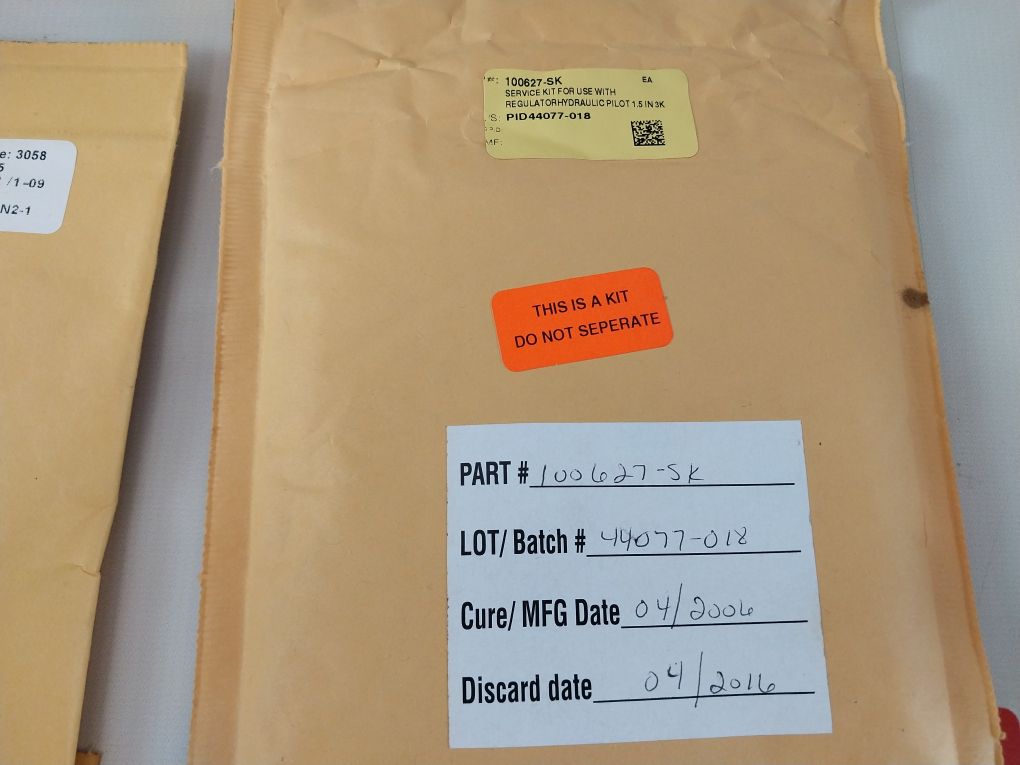 e: 3058
5
/1-09
N2-1
100627-SK EA
SERVICE KIT FOR USE WITH
REGULATORHYDRAULIC PILOT 1.5 IN 3K
'S: PID44077-018
MF:
THIS IS A KIT
DO NOT SEPERATE
PART # 100627-SK
LOT/ Batch # 44077-018
Cure/ MFG Date 04/2006
Discard date 04/2016